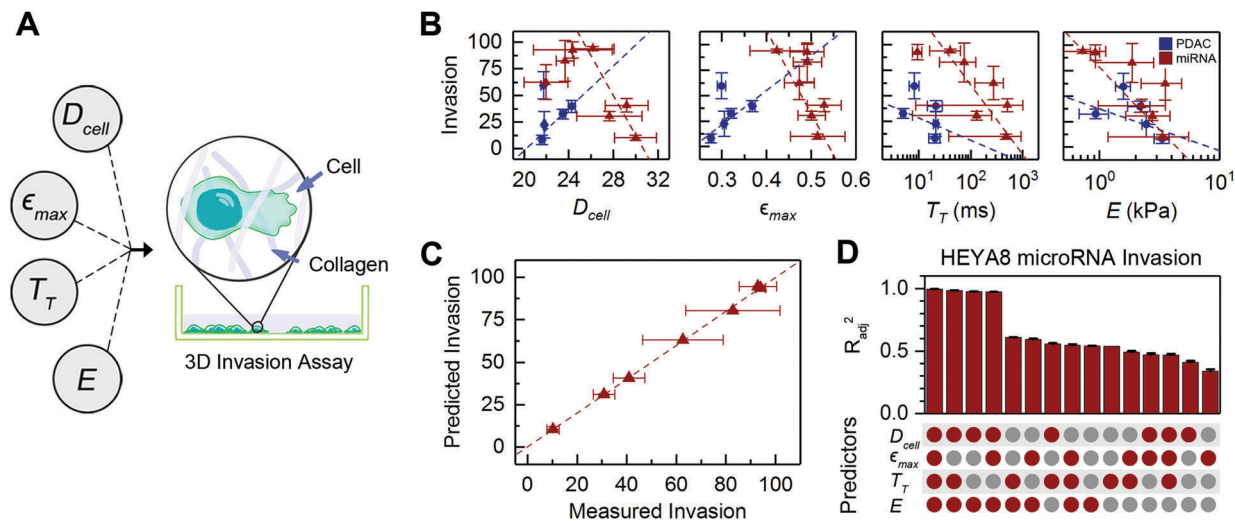 A
D_cell
ϵ_max
T_T
E
Cell
Collagen
3D Invasion Assay
B
Invasion
100
75
50
25
0
20 24 28 32
D_cell
0.3 0.4 0.5 0.6
ϵ_max
10^1 10^2 10^3
T_T (ms)
PDAC
miRNA
10^0 10^1
E (kPa)
C
Predicted Invasion
100
75
50
25
0
0 20 40 60 80 100
Measured Invasion
D
HEYA8 microRNA Invasion
R_adj^2
1.0
0.5
0.0
Predictors
D_cell
ϵ_max
T_T
E